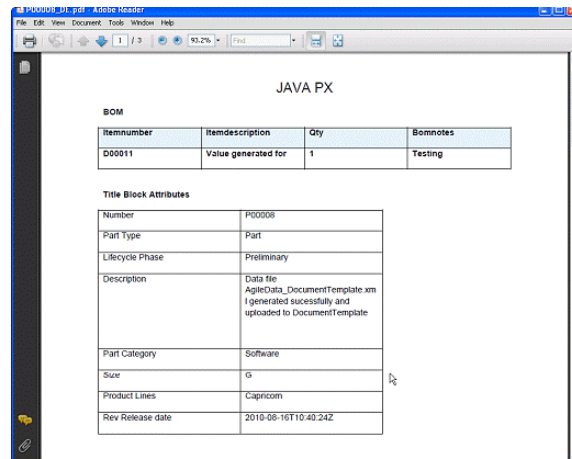 P00008_DE.pdf - Adobe Reader
File Edit View Document Tools Window Help
1 / 3 93.2% Find
JAVA PX
BOM
Itemnumber Itemdescription Qty Bomnotes
D00011 Value generated for 1 Testing
Title Block Attributes
Number P00008
Part Type Part
Lifecycle Phase Preliminary
Description Data file
AgileData_DocumentTemplate.xm
l generated sucessfully and
uploaded to DocumentTemplate
Part Category Software
Size G
Product Lines Capricorn
Rev Release date 2010-08-16T10:40:24Z